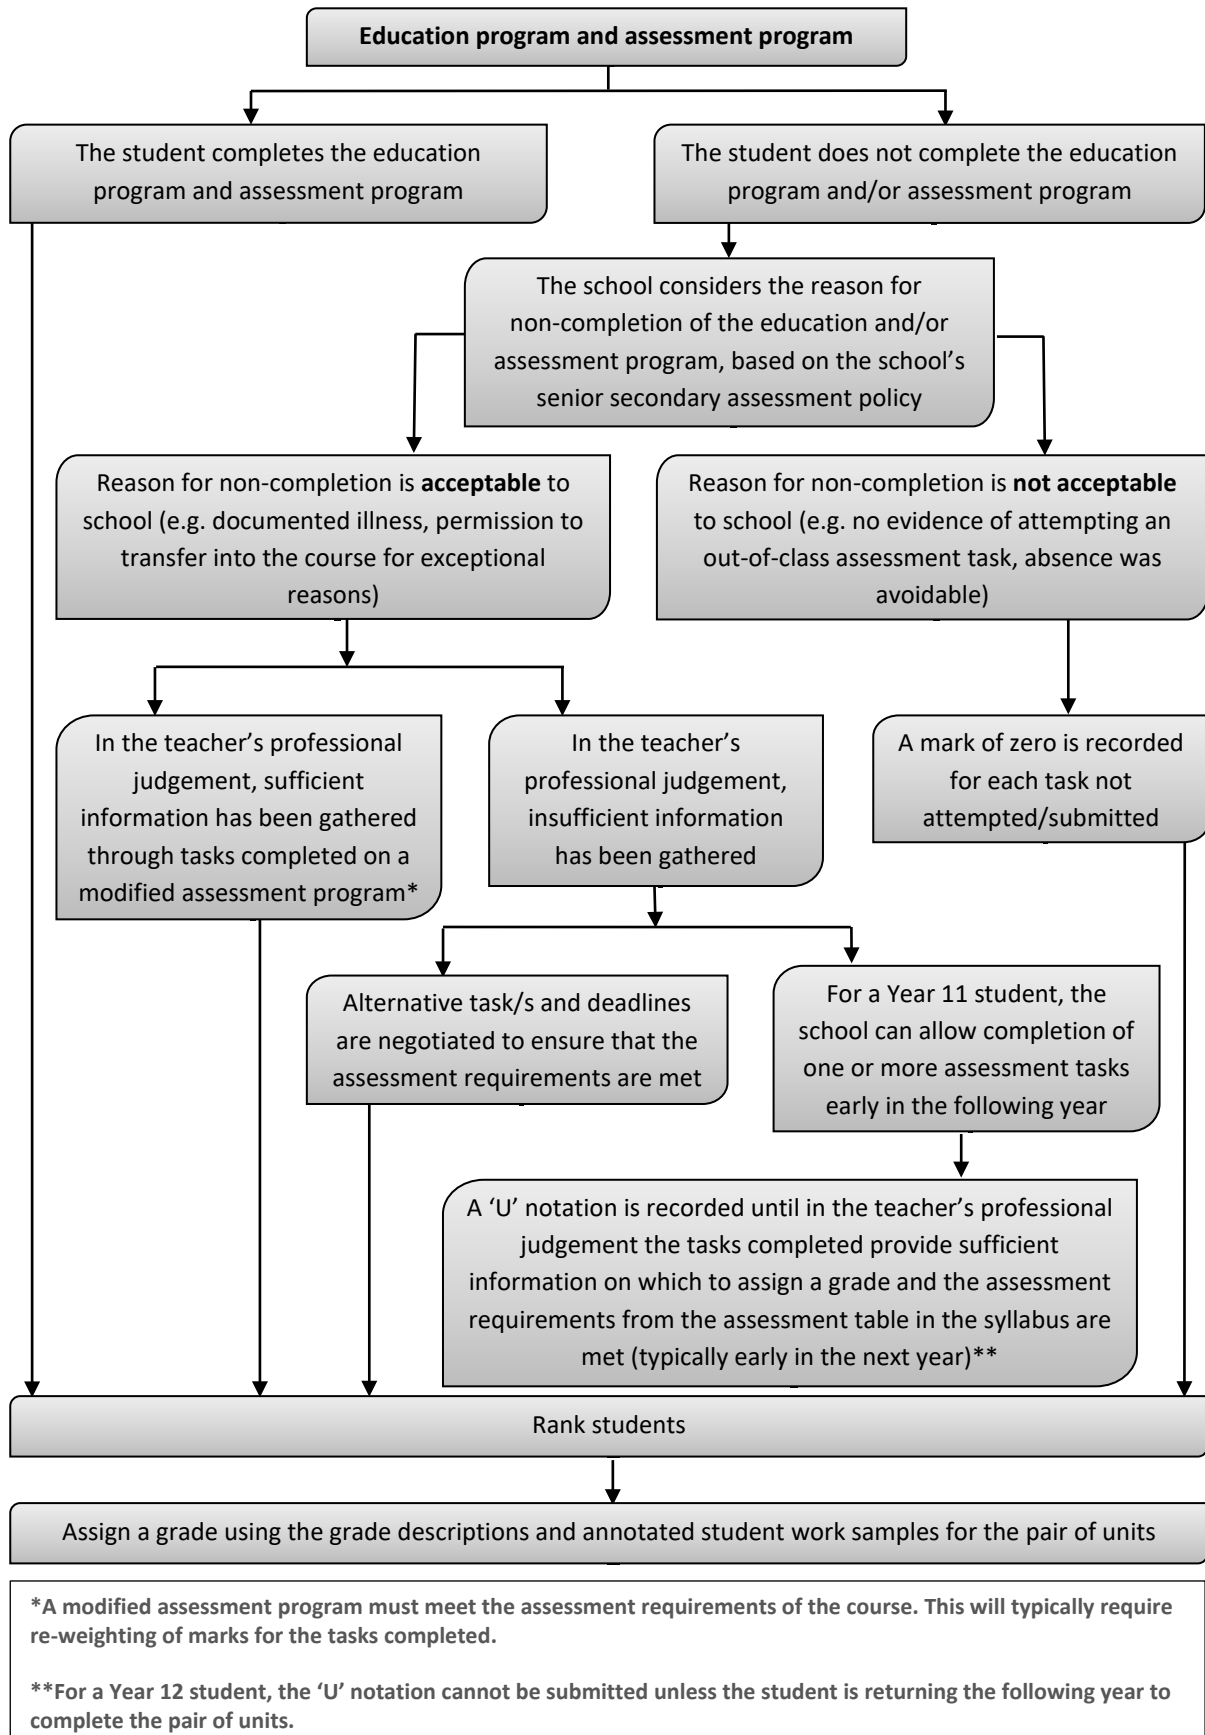 Education program and assessment program
The student completes the education
program and assessment program
The student does not complete the education
program and/or assessment program
The school considers the reason for
non-completion of the education and/or
assessment program, based on the school’s
senior secondary assessment policy
Reason for non-completion is acceptable to
school (e.g. documented illness, permission to
transfer into the course for exceptional
reasons)
Reason for non-completion is not acceptable
to school (e.g. no evidence of attempting an
out-of-class assessment task, absence was
avoidable)
In the teacher’s professional
judgement, sufficient
information has been gathered
through tasks completed on a
modified assessment program*
In the teacher’s
professional judgement,
insufficient information
has been gathered
A mark of zero is recorded
for each task not
attempted/submitted
Alternative task/s and deadlines
are negotiated to ensure that the
assessment requirements are met
For a Year 11 student, the
school can allow completion of
one or more assessment tasks
early in the following year
A ‘U’ notation is recorded until in the teacher’s professional
judgement the tasks completed provide sufficient
information on which to assign a grade and the assessment
requirements from the assessment table in the syllabus are
met (typically early in the next year)**
Rank students
Assign a grade using the grade descriptions and annotated student work samples for the pair of units
*A modified assessment program must meet the assessment requirements of the course. This will typically require
re-weighting of marks for the tasks completed.
**For a Year 12 student, the ‘U’ notation cannot be submitted unless the student is returning the following year to
complete the pair of units.